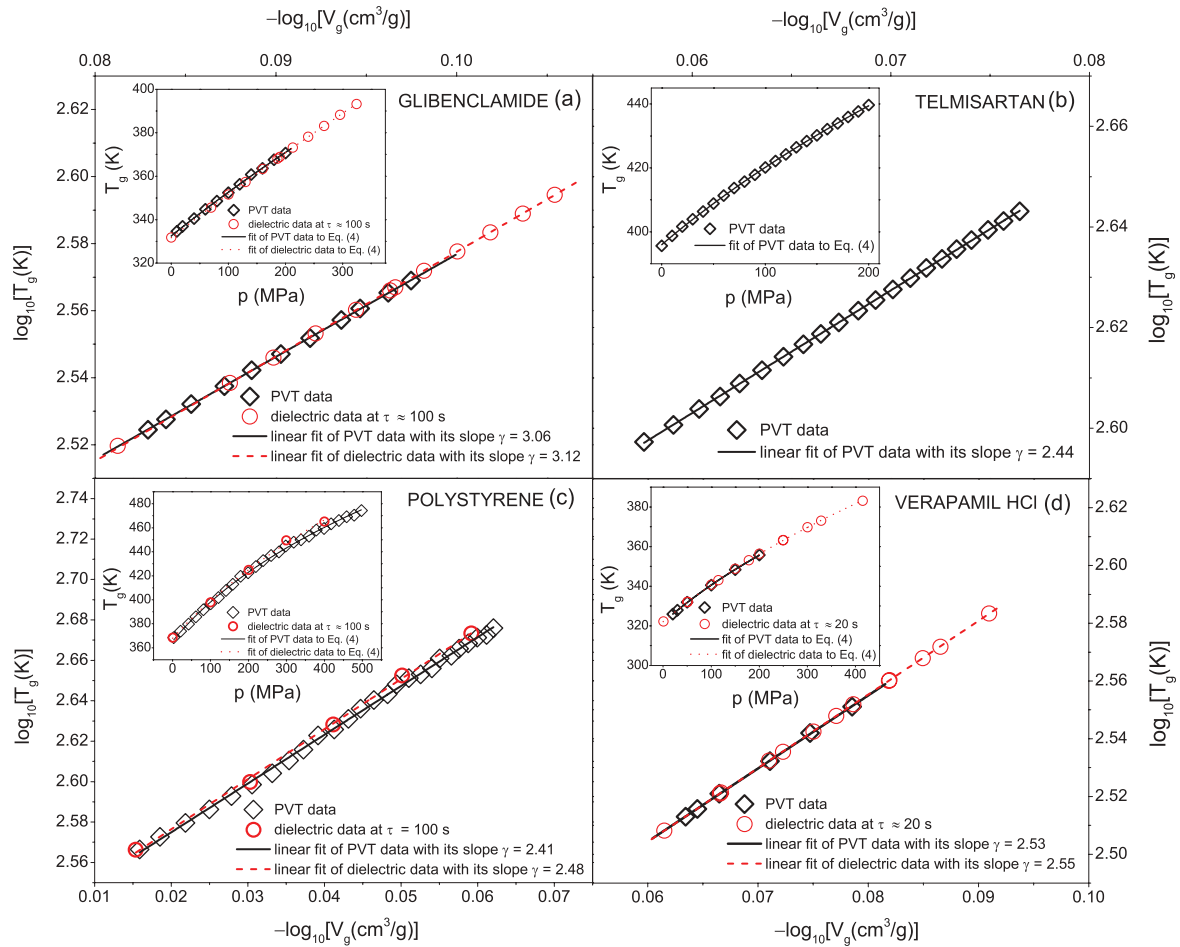 –log₁₀[V_g(cm³/g)]
–log₁₀[V_g(cm³/g)]
0.08 0.09 0.10
0.06 0.07 0.08
GLIBENCLAMIDE (a)
log₁₀[T_g(K)]
2.62
2.60
2.58
2.56
2.54
2.52
T_g (K)
400
380
360
340
320
0 100 200 300
p (MPa)
PVT data
dielectric data at τ ≈ 100 s
fit of PVT data to Eq. (4)
fit of dielectric data to Eq. (4)
PVT data
dielectric data at τ ≈ 100 s
linear fit of PVT data with its slope γ = 3.06
linear fit of dielectric data with its slope γ = 3.12
TELMISARTAN (b)
T_g (K)
440
420
400
0 100 200
p (MPa)
PVT data
fit of PVT data to Eq. (4)
PVT data
linear fit of PVT data with its slope γ = 2.44
2.66
2.64
2.62
2.60
log₁₀[T_g(K)]
POLYSTYRENE (c)
log₁₀[T_g(K)]
2.74
2.72
2.70
2.68
2.66
2.64
2.62
2.60
2.58
2.56
T_g (K)
480
460
440
420
400
380
360
0 100 200 300 400 500
p (MPa)
PVT data
dielectric data at τ ≈ 100 s
fit of PVT data to Eq. (4)
fit of dielectric data to Eq. (4)
PVT data
dielectric data at τ = 100 s
linear fit of PVT data with its slope γ = 2.41
linear fit of dielectric data with its slope γ = 2.48
0.01 0.02 0.03 0.04 0.05 0.06 0.07
–log₁₀[V_g(cm³/g)]
VERAPAMIL HCl (d)
T_g (K)
380
360
340
320
300
0 100 200 300 400
p (MPa)
PVT data
dielectric data at τ ≈ 20 s
fit of PVT data to Eq. (4)
fit of dielectric data to Eq. (4)
PVT data
dielectric data at τ ≈ 20 s
linear fit of PVT data with its slope γ = 2.53
linear fit of dielectric data with its slope γ = 2.55
2.62
2.60
2.58
2.56
2.54
2.52
2.50
log₁₀[T_g(K)]
0.06 0.07 0.08 0.09 0.10
–log₁₀[V_g(cm³/g)]